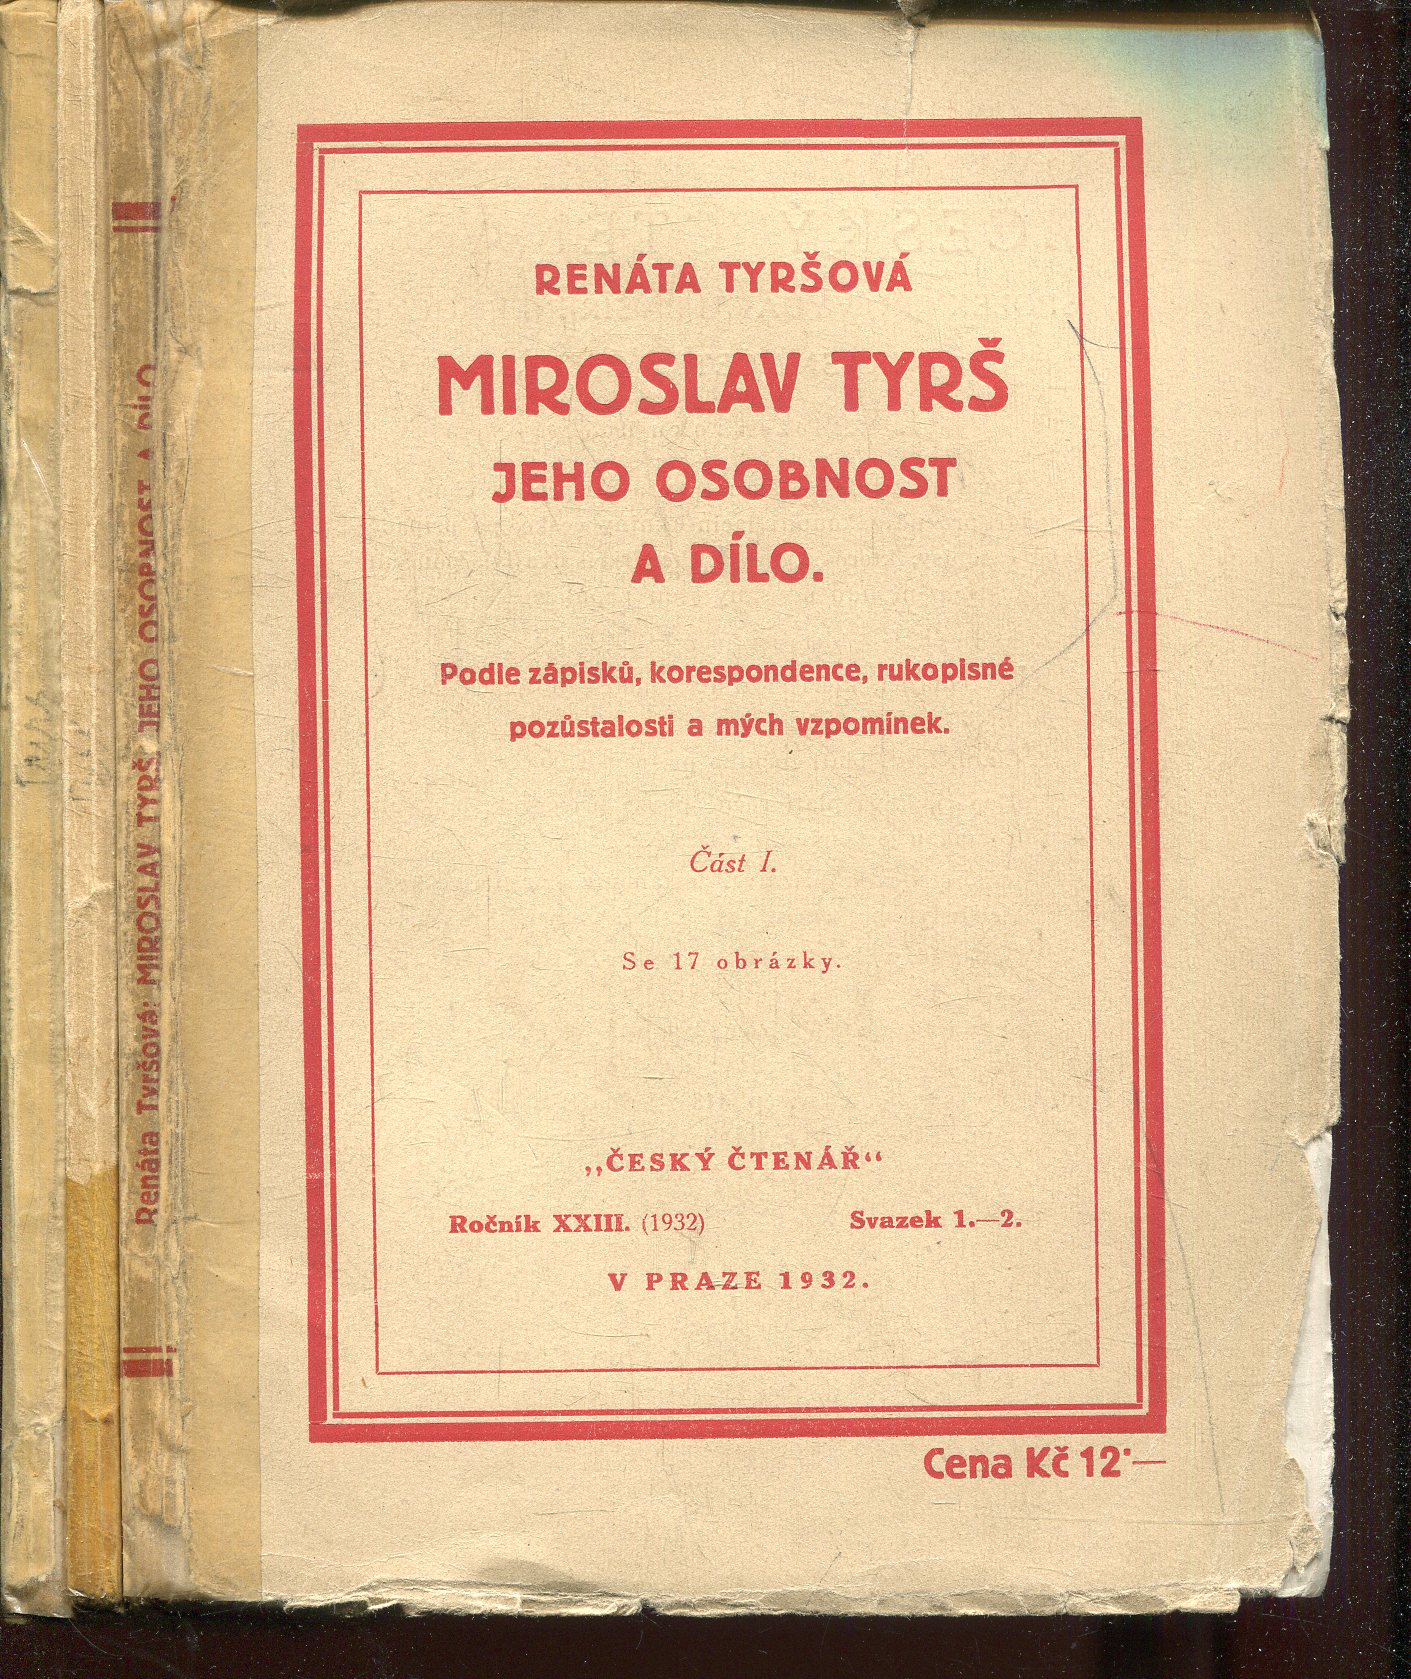 RENÁTA TYRŠOVÁ
MIROSLAV TYRŠ
JEHO OSOBNOST
A DÍLO.
Podle zápisků, korespondence, rukopisné
pozůstalosti a mých vzpomínek.
Část I.
Se 17 obrázky.
„ČESKÝ ČTENÁŘ“
Ročník XXIII. (1932) Svazek 1.—2.
V PRAZE 1932.
Cena Kč 12·—
Renáta Tyršová: MIROSLAV TYRŠ, JEHO OSOBNOST A DÍLO